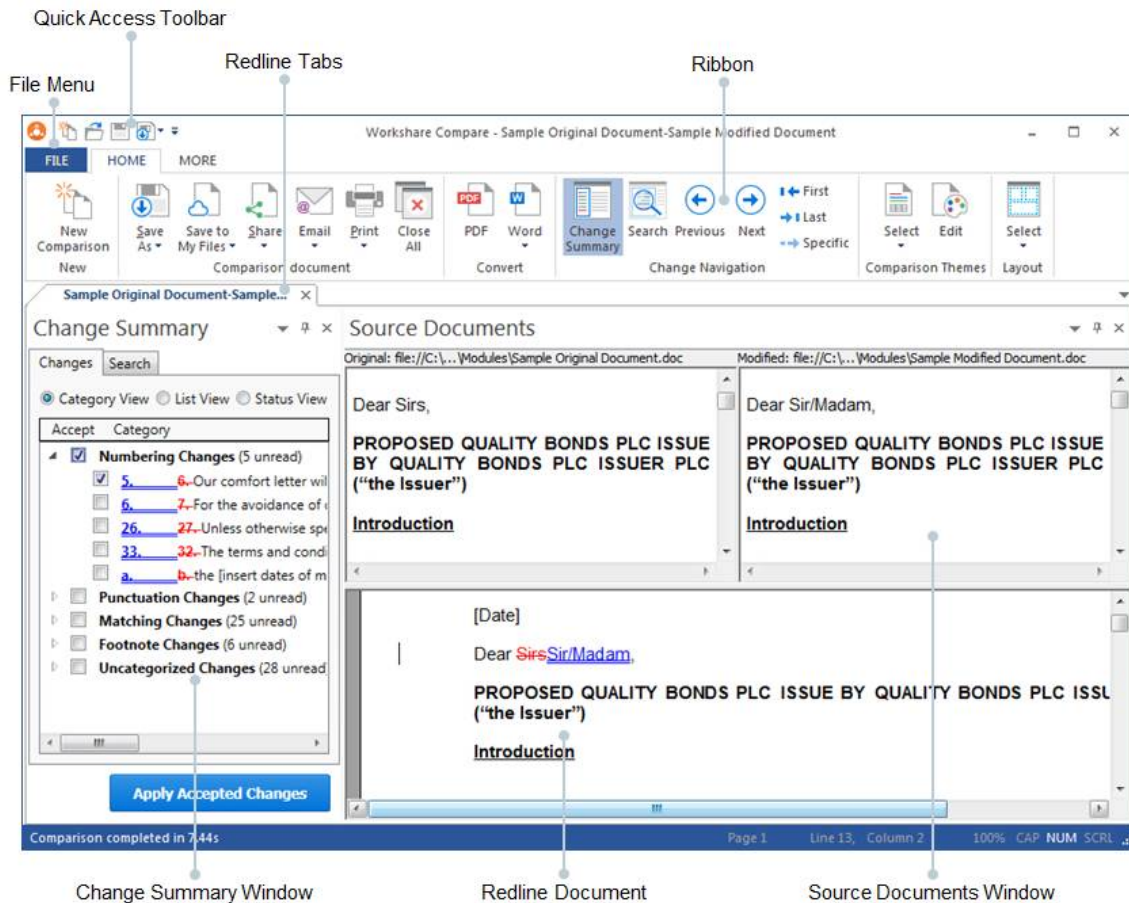 Quick Access Toolbar
Redline Tabs
Ribbon
File Menu
Workshare Compare - Sample Original Document-Sample Modified Document
FILE HOME MORE
New Comparison
Save As
Save to My Files
Share
Email
Print
Close All
PDF
PDF
W
Word
Change Summary
Search
Previous
Next
First
Last
Specific
Select
Edit
Select
New
Comparison document
Convert
Change Navigation
Comparison Themes
Layout
Sample Original Document-Sample...
Change Summary
Changes Search
Category View List View Status View
Accept Category
Numbering Changes (5 unread)
5. 6. Our comfort letter wil
6. 7. For the avoidance of
26. 27. Unless otherwise spe
33. 32. The terms and condi
a. b. the [insert dates of m
Punctuation Changes (2 unread)
Matching Changes (25 unread)
Footnote Changes (6 unread)
Uncategorized Changes (28 unread
Apply Accepted Changes
Source Documents
Original: file://C:\...\Modules\Sample Original Document.doc
Dear Sirs,
PROPOSED QUALITY BONDS PLC ISSUE
BY QUALITY BONDS PLC ISSUER PLC
(“the Issuer”)
Introduction
Modified: file://C:\...\Modules\Sample Modified Document.doc
Dear Sir/Madam,
PROPOSED QUALITY BONDS PLC ISSUE
BY QUALITY BONDS PLC ISSUER PLC
(“the Issuer”)
Introduction
[Date]
Dear SirsSir/Madam,
PROPOSED QUALITY BONDS PLC ISSUE BY QUALITY BONDS PLC ISSU
(“the Issuer”)
Introduction
Comparison completed in 7.44s
Page 1 Line 13, Column 2 100% CAP NUM SCRL
Change Summary Window
Redline Document
Source Documents Window